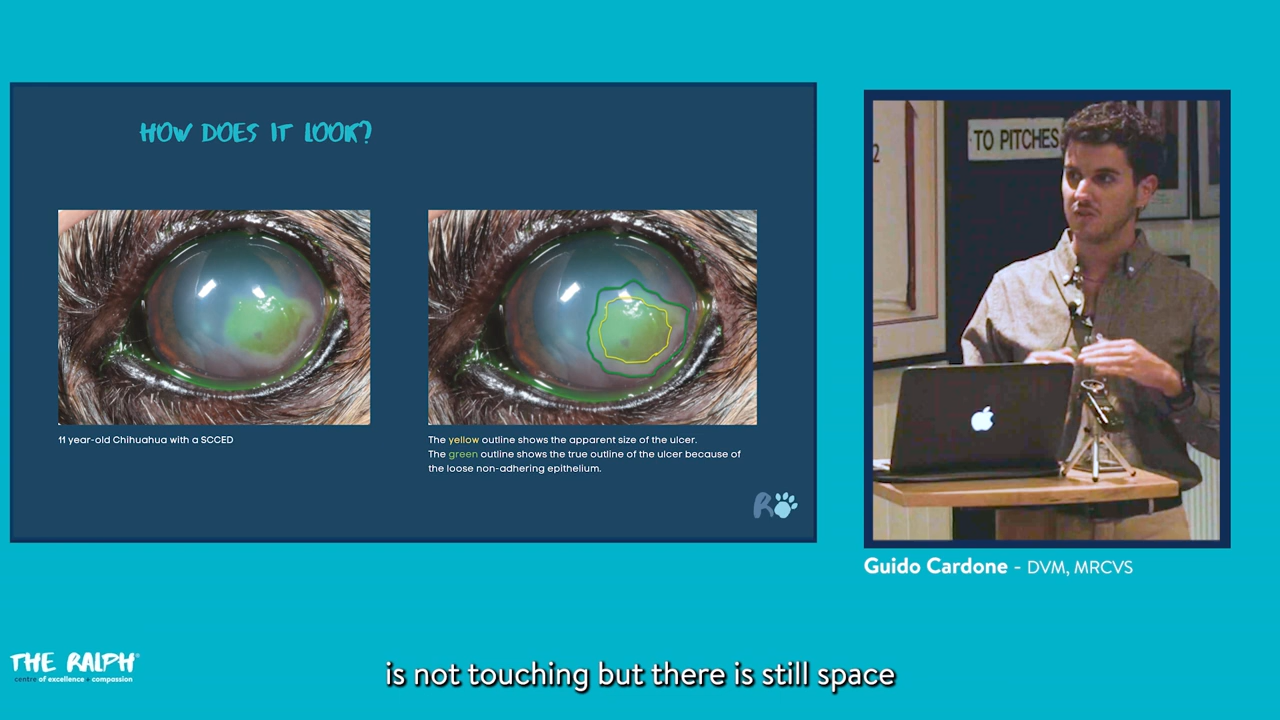 HOW DOES IT LOOK?
11 year-old Chihuahua with a SCCED
The yellow outline shows the apparent size of the ulcer.
The green outline shows the true outline of the ulcer because of
the loose non-adhering epithelium.
R
2
TO PITCHES
Guido Cardone - DVM, MRCVS
THE RALPH®
centre of excellence + compassion
is not touching but there is still space